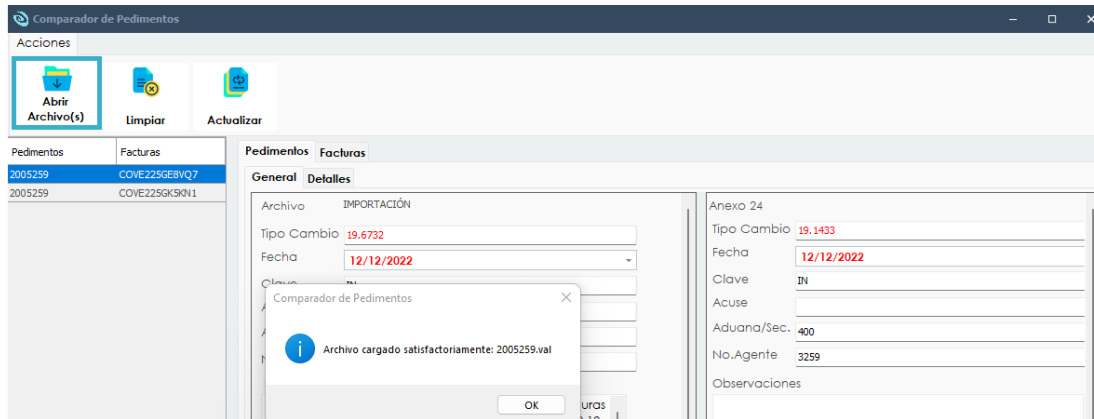 Comparador de Pedimentos
Acciones
Abrir
Archivo(s)
Limpiar
Actualizar
Pedimentos Facturas
2005259 COVE225GE8VQ7
2005259 COVE225GK5KN1
Pedimentos Facturas
General Detalles
Archivo IMPORTACIÓN
Tipo Cambio 19.6732
Fecha 12/12/2022
Clave IN
Comparador de Pedimentos
Archivo cargado satisfactoriamente: 2005259.val
OK
Anexo 24
Tipo Cambio 19.1433
Fecha 12/12/2022
Clave IN
Acuse
Aduana/Sec. 400
No.Agente 3259
Observaciones